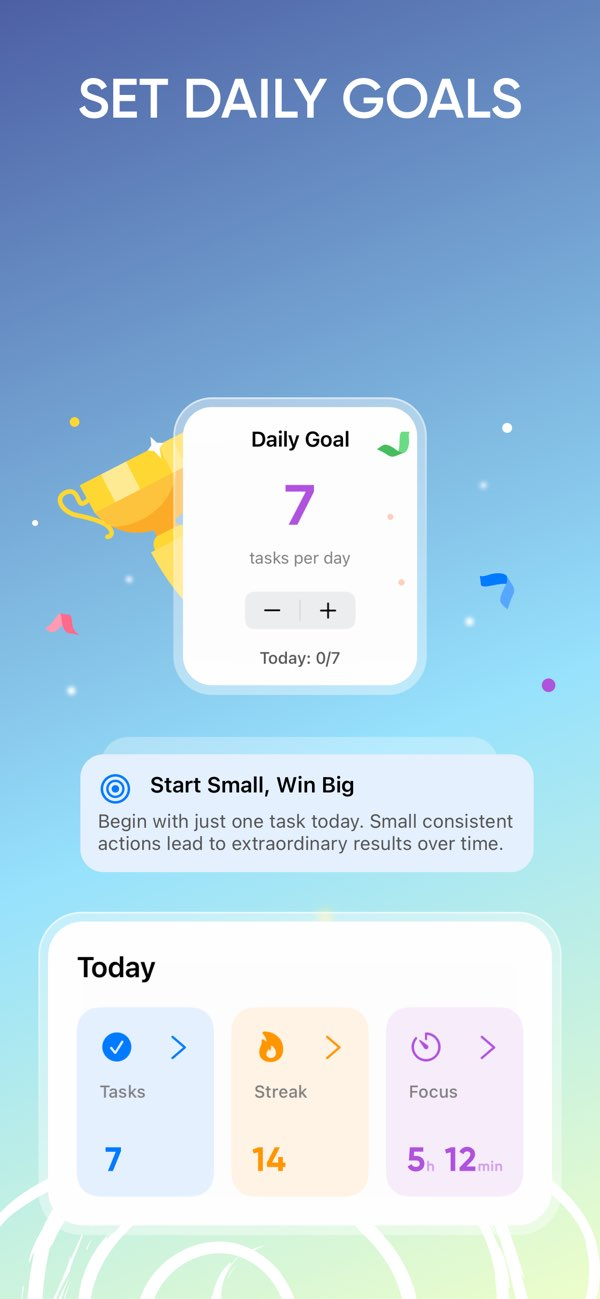 SET DAILY GOALS
Daily Goal
7
tasks per day
− +
Today: 0/7
Start Small, Win Big
Begin with just one task today. Small consistent
actions lead to extraordinary results over time.
Today
Tasks Streak Focus
7 14 5h 12min